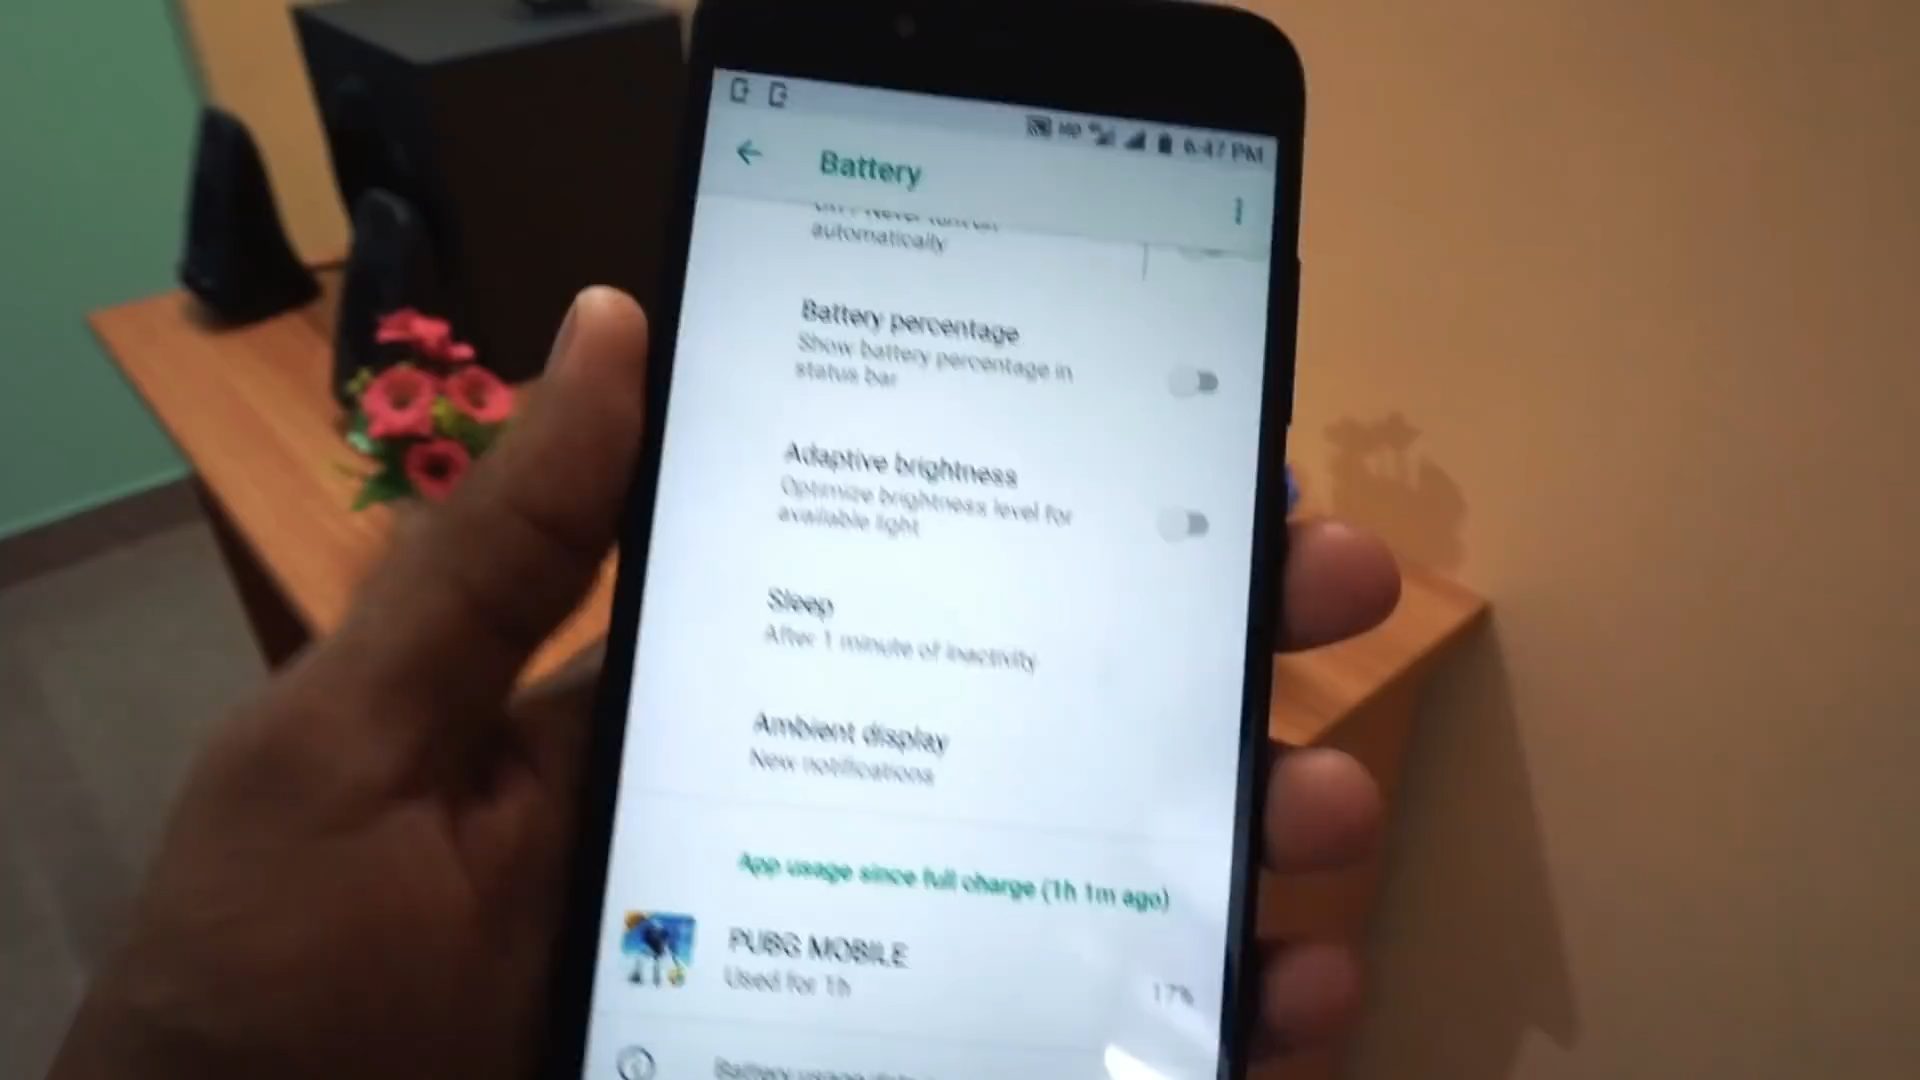 HD 6:47 PM
Battery
automatically
Battery percentage
Show battery percentage in
status bar
Adaptive brightness
Optimize brightness level for
available light
Sleep
After 1 minute of inactivity
Ambient display
New notifications
App usage since full charge (1h 1m ago)
PUBG MOBILE
Used for 1h
17%
Battery usage